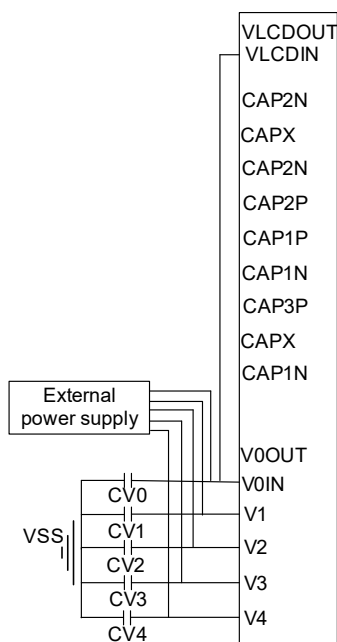 VLCDOUT
VLCDIN
CAP2N
CAPX
CAP2N
CAP2P
CAP1P
CAP1N
CAP3P
CAPX
CAP1N
External
power supply
V0OUT
V0IN
CV0
V1
CV1
VSS
V2
CV2
V3
CV3
V4
CV4